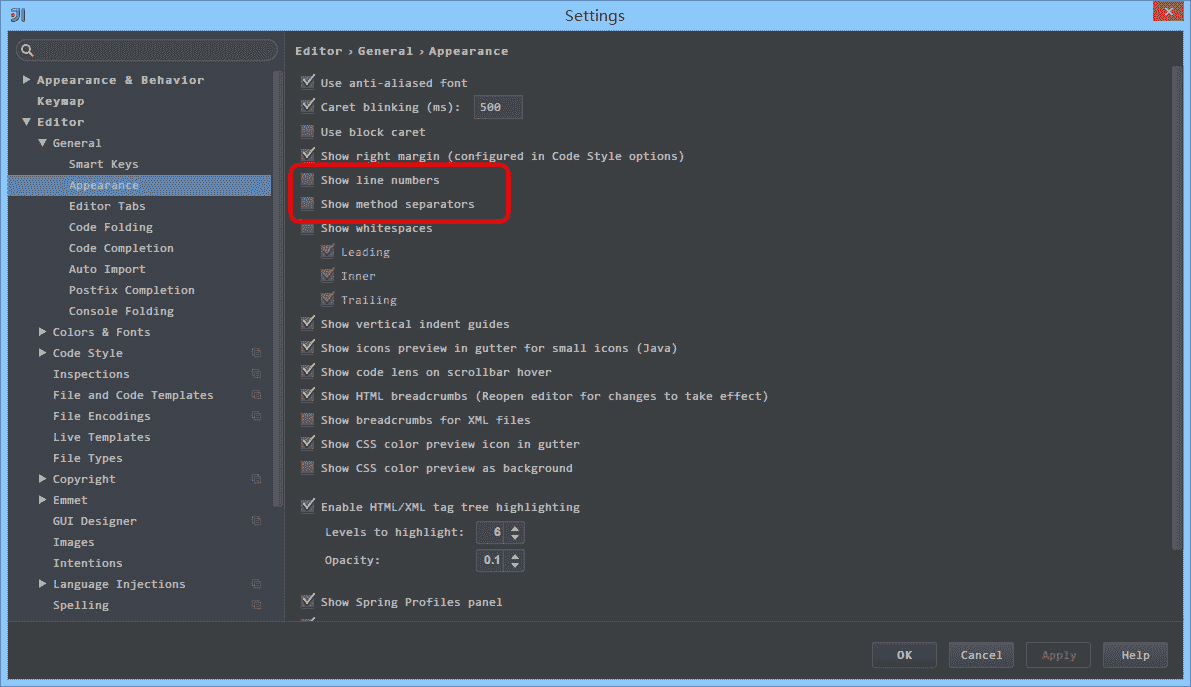 Settings
Appearance & Behavior
Keymap
Editor
General
Smart Keys
Appearance
Editor Tabs
Code Folding
Code Completion
Auto Import
Postfix Completion
Console Folding
Colors & Fonts
Code Style
Inspections
File and Code Templates
File Encodings
Live Templates
File Types
Copyright
Emmet
GUI Designer
Images
Intentions
Language Injections
Spelling
Editor › General › Appearance
Use anti-aliased font
Caret blinking (ms): 500
Use block caret
Show right margin (configured in Code Style options)
Show line numbers
Show method separators
Show whitespaces
Leading
Inner
Trailing
Show vertical indent guides
Show icons preview in gutter for small icons (Java)
Show code lens on scrollbar hover
Show HTML breadcrumbs (Reopen editor for changes to take effect)
Show breadcrumbs for XML files
Show CSS color preview icon in gutter
Show CSS color preview as background
Enable HTML/XML tag tree highlighting
Levels to highlight: 6
Opacity: 0.1
Show Spring Profiles panel
OK Cancel Apply Help